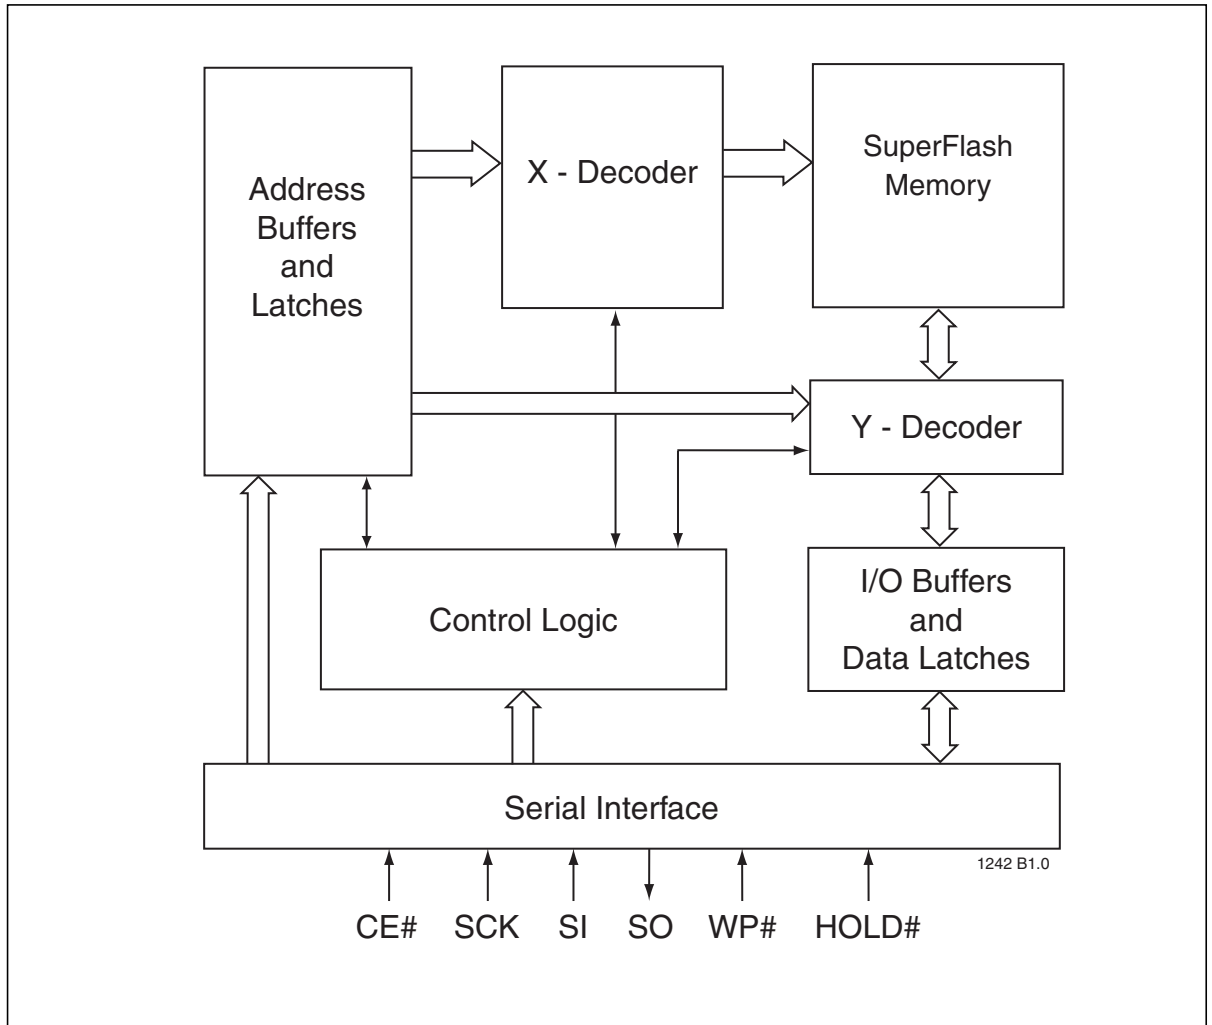 Address
Buffers
and
Latches
X - Decoder
SuperFlash
Memory
Y - Decoder
Control Logic
I/O Buffers
and
Data Latches
Serial Interface
1242 B1.0
CE# SCK SI SO WP# HOLD#